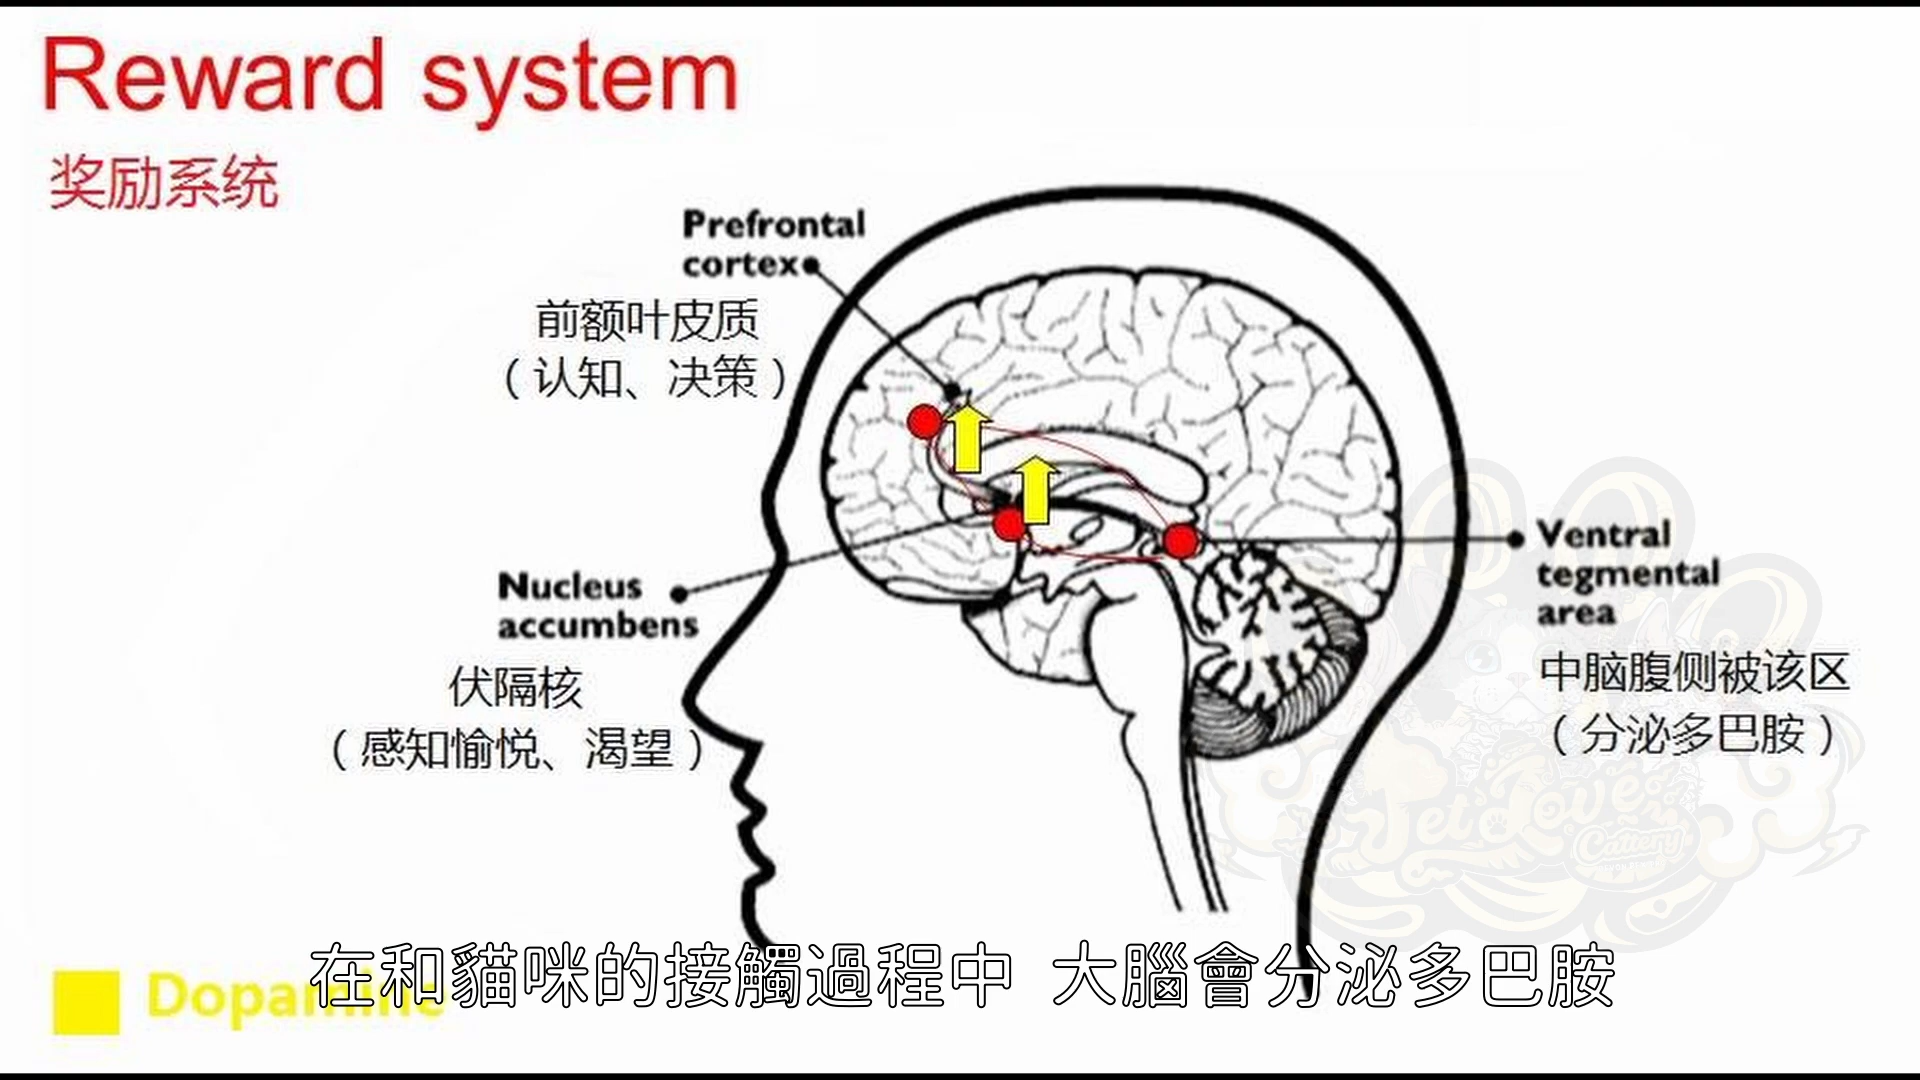 Reward system
奖励系统
Prefrontal
cortex
前额叶皮质
（认知、决策）
Nucleus
accumbens
伏隔核
（感知愉悦、渴望）
Ventral
tegmental
area
中脑腹侧被该区
（分泌多巴胺）
JetLove
Cattery
Dopamine
在和貓咪的接觸過程中 大腦會分泌多巴胺